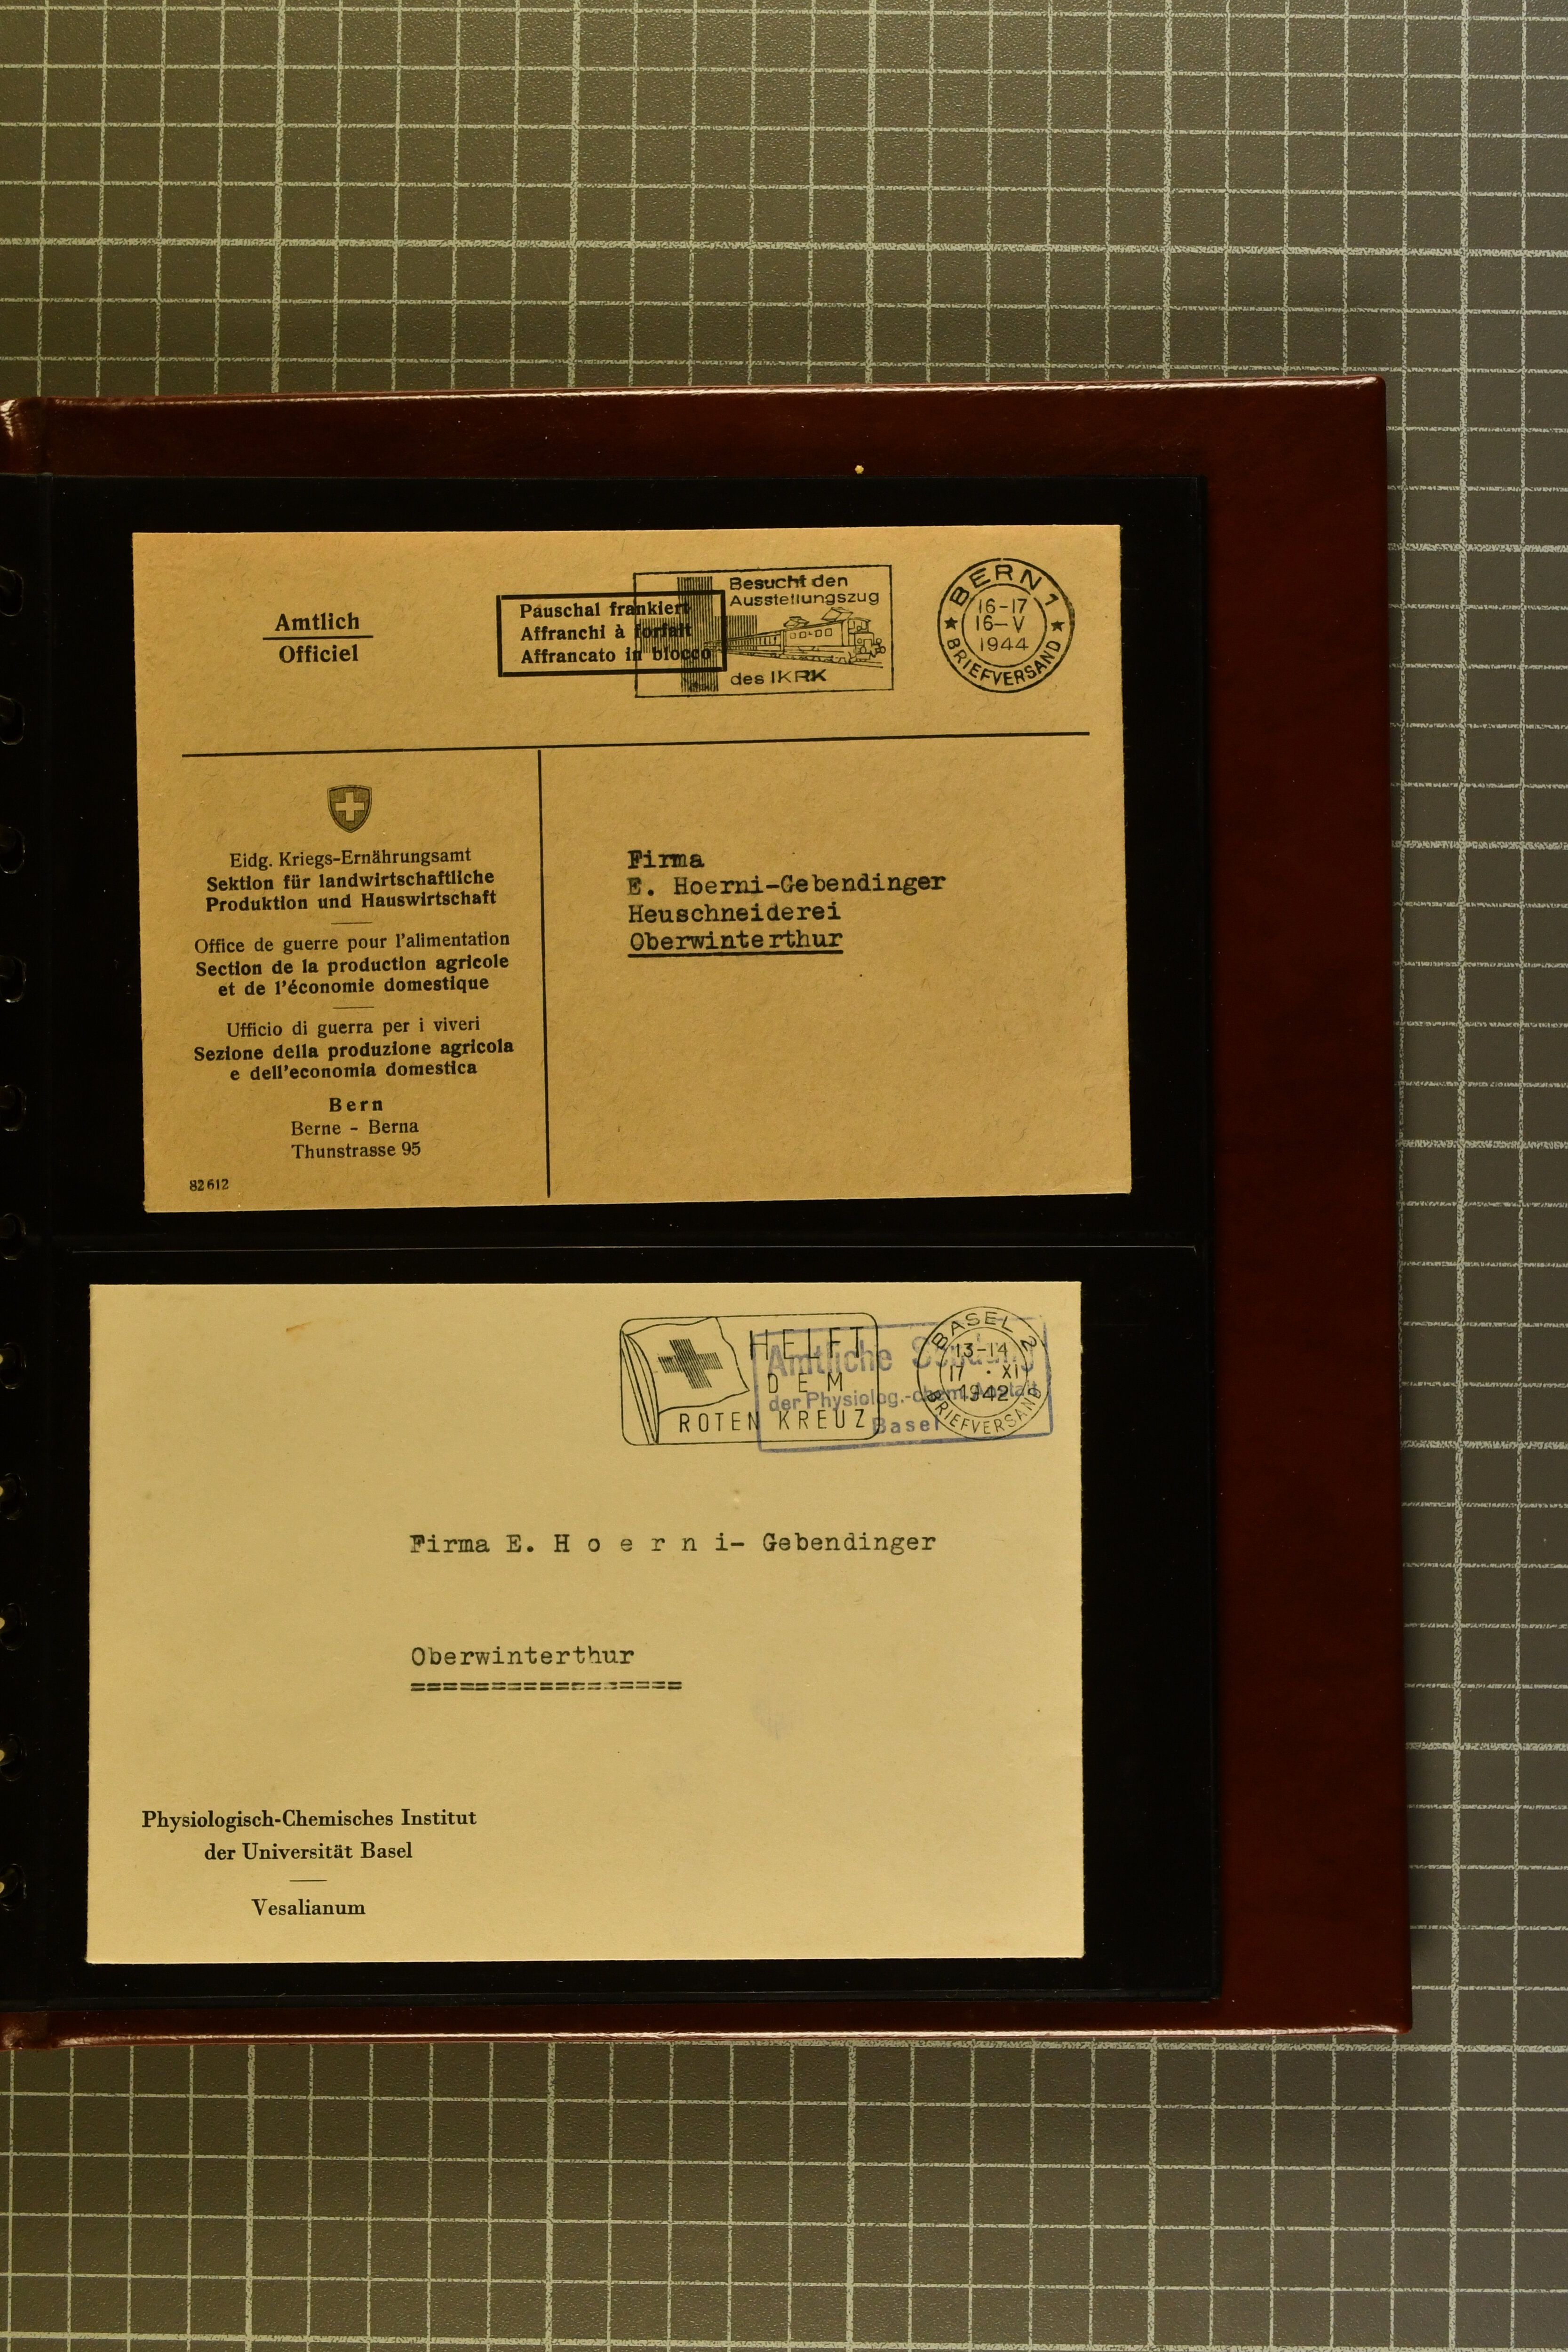 Amtlich
Officiel
Pauschal frankiert
Affranchi à forfait
Affrancato in blocco
Besucht den
Ausstellungszug
des IKRK
BERN 1
16-17
16-V
1944
BRIEFVERSAND
Eidg. Kriegs-Ernährungsamt
Sektion für landwirtschaftliche
Produktion und Hauswirtschaft
Office de guerre pour l'alimentation
Section de la production agricole
et de l'économie domestique
Ufficio di guerra per i viveri
Sezione della produzione agricola
e dell'economia domestica
Bern
Berne - Berna
Thunstrasse 95
82612
Firma
E. Hoerni-Gebendinger
Heuschneiderei
Oberwinterthur
HELFT
DEM
ROTEN KREUZ
Amtliche Sendung
der Physiolog.-chem. Anstalt
Basel
BASEL 2
13-14
17 · XI
1942
BRIEFVERSAND
Firma E. H o e r n i- Gebendinger
Oberwinterthur
=================
Physiologisch-Chemisches Institut
der Universität Basel
Vesalianum